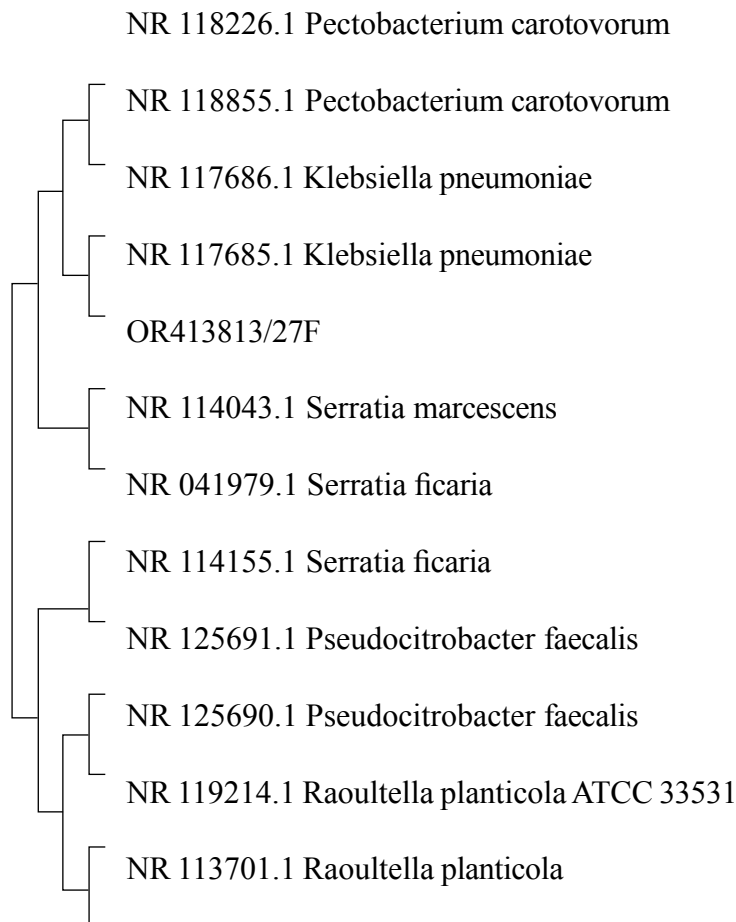 NR 118226.1 Pectobacterium carotovorum
NR 118855.1 Pectobacterium carotovorum
NR 117686.1 Klebsiella pneumoniae
NR 117685.1 Klebsiella pneumoniae
OR413813/27F
NR 114043.1 Serratia marcescens
NR 041979.1 Serratia ficaria
NR 114155.1 Serratia ficaria
NR 125691.1 Pseudocitrobacter faecalis
NR 125690.1 Pseudocitrobacter faecalis
NR 119214.1 Raoultella planticola ATCC 33531
NR 113701.1 Raoultella planticola